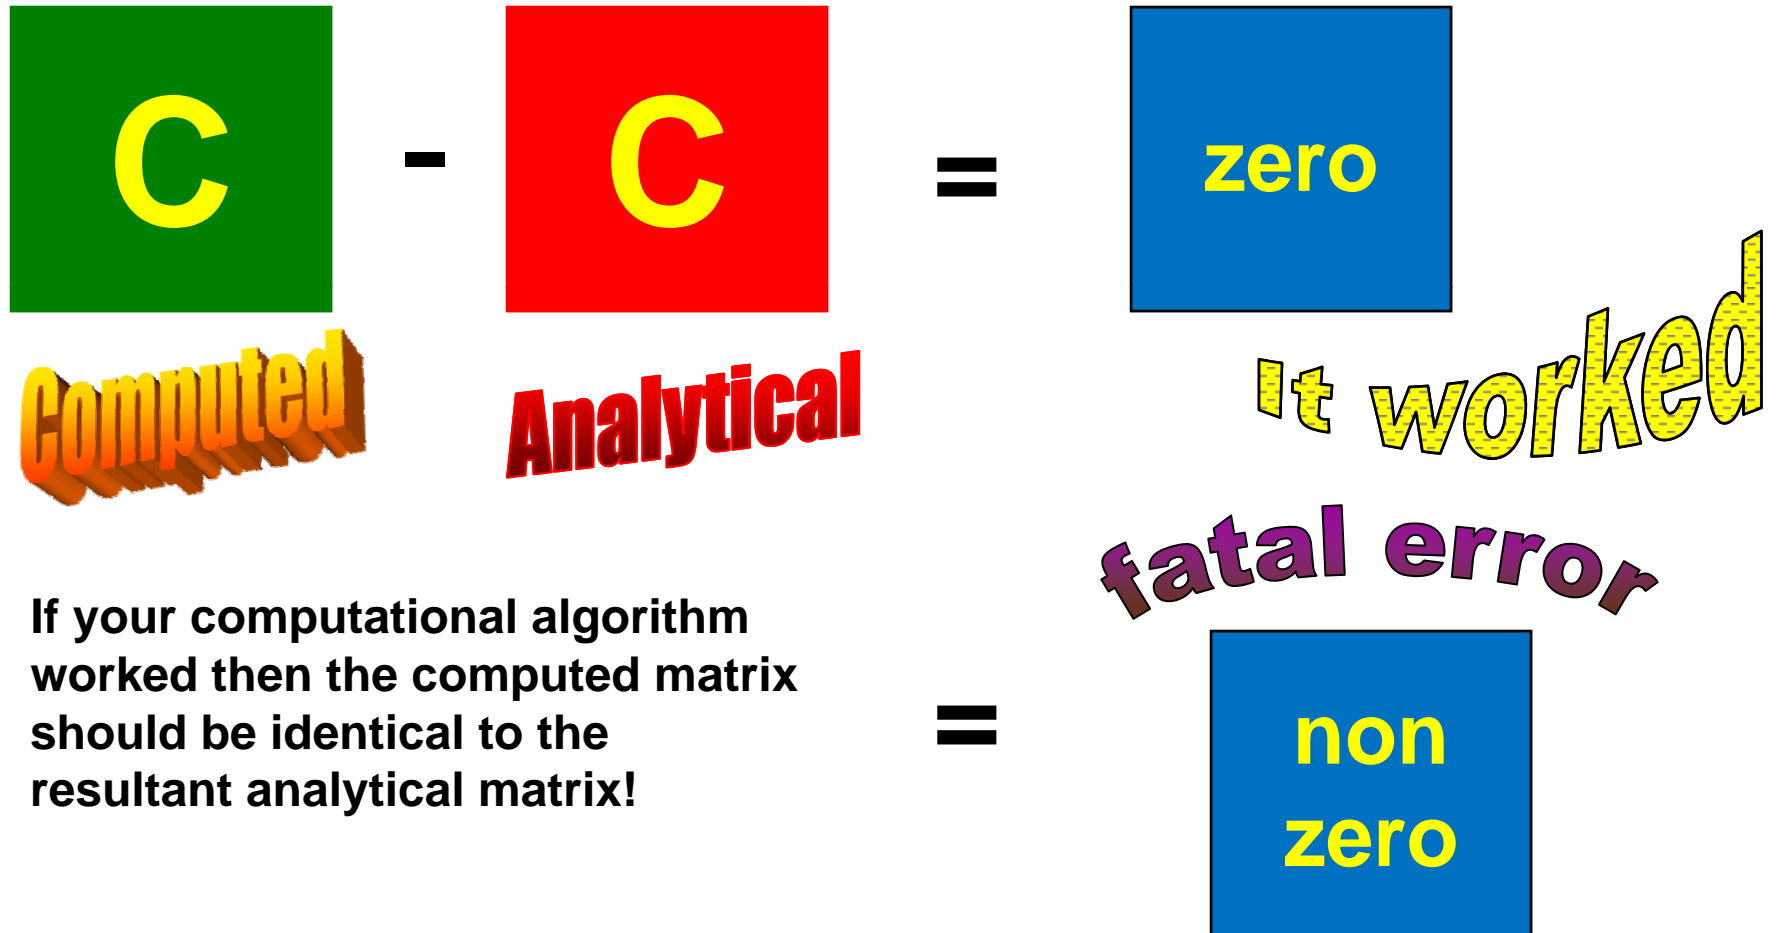 C - C = zero
Computed
Analytical
It worked
fatal error
If your computational algorithm
worked then the computed matrix
should be identical to the
resultant analytical matrix!
=
non
zero